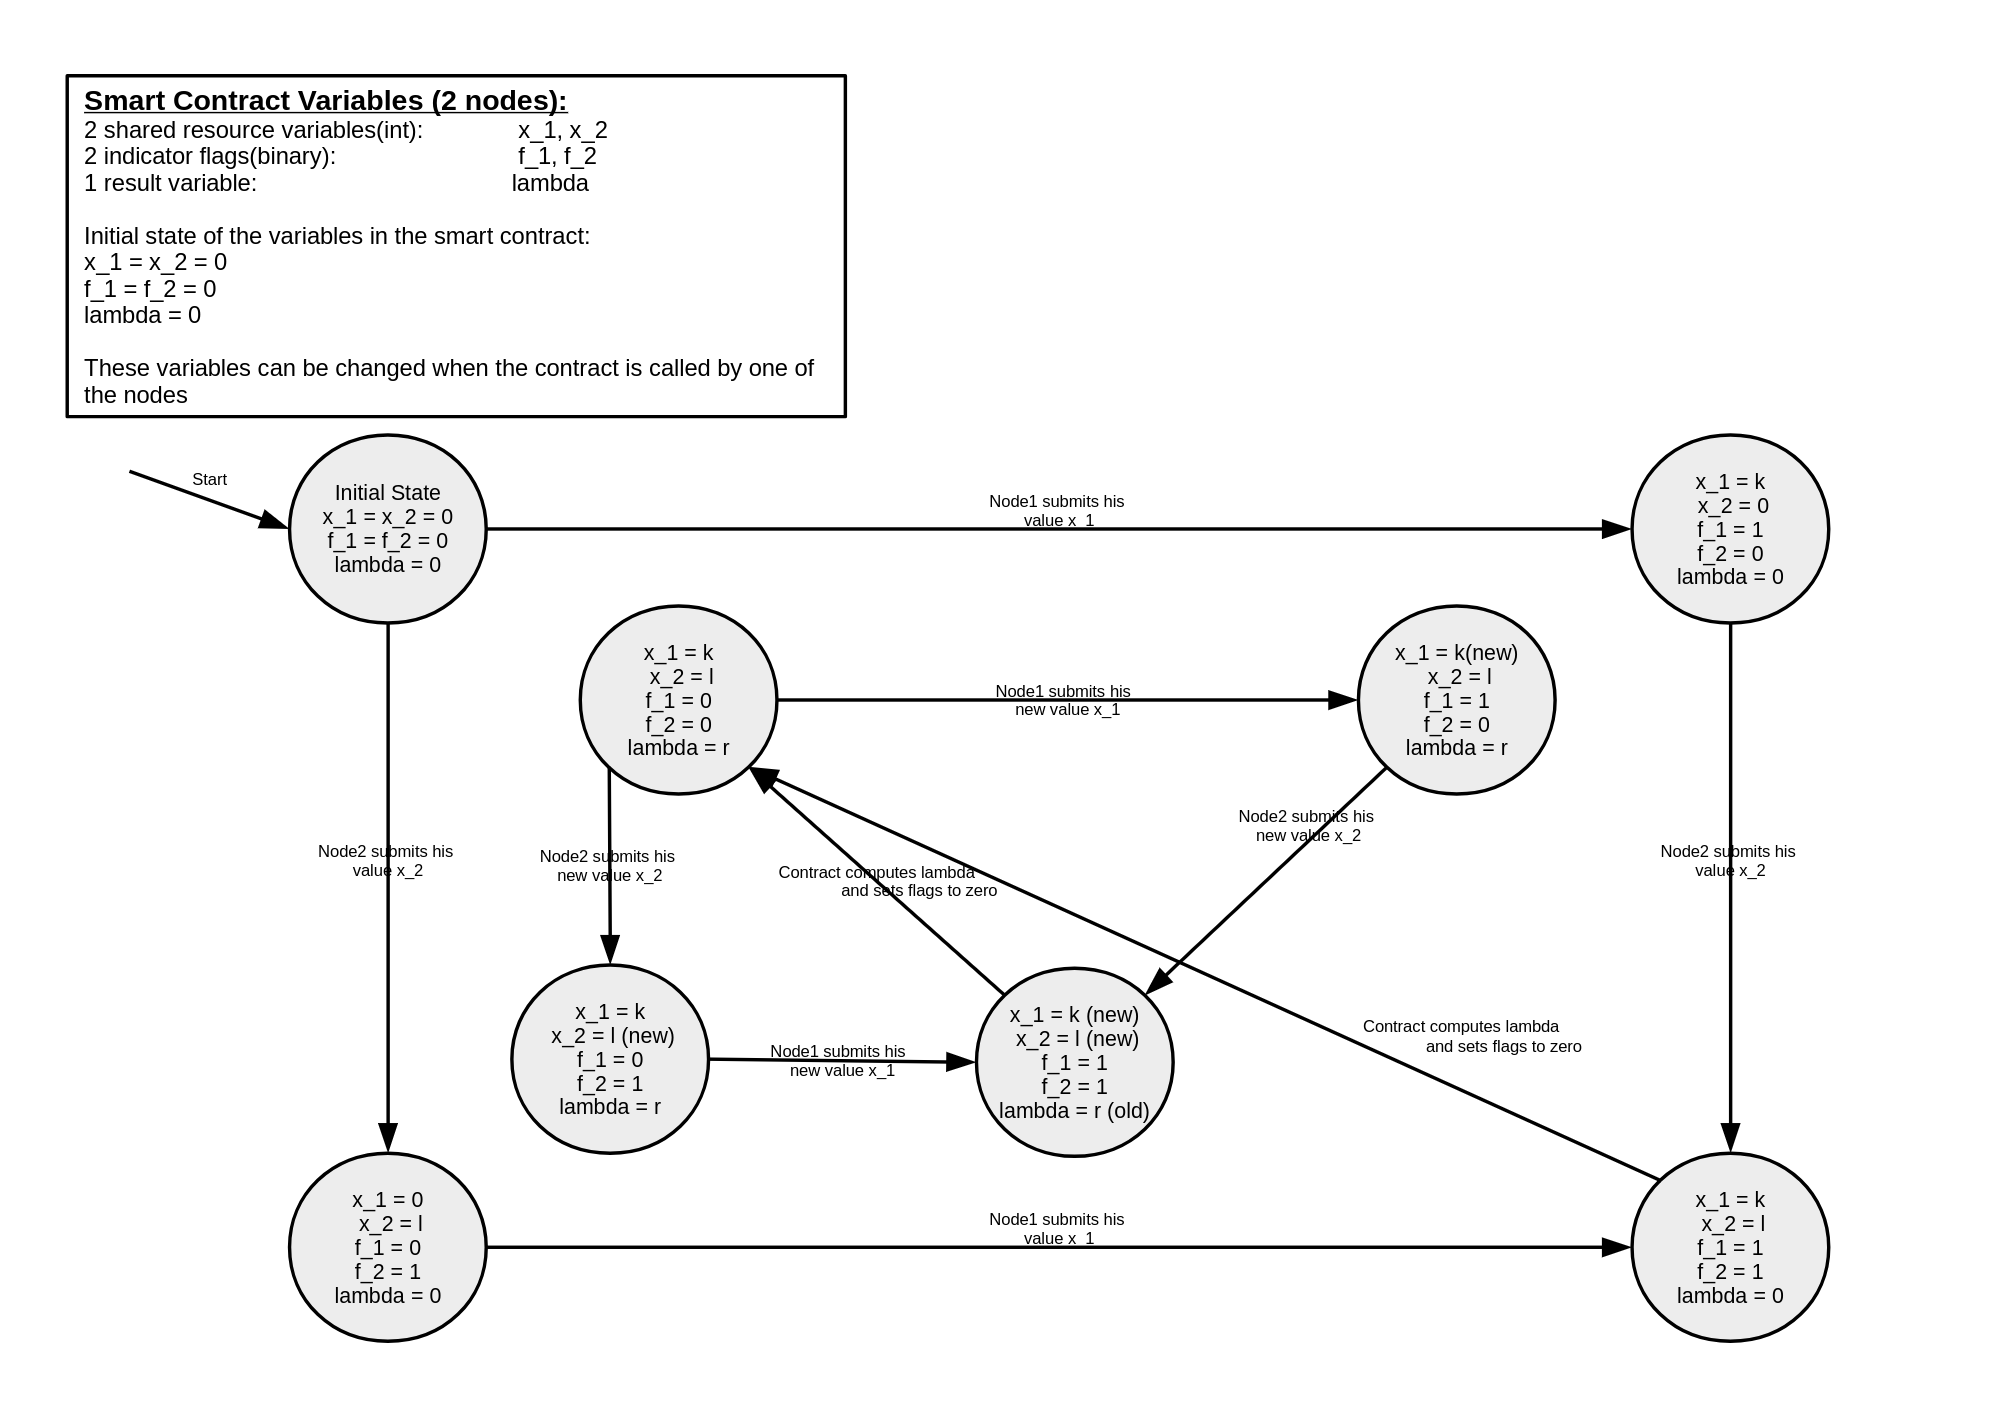 Smart Contract Variables (2 nodes):
2 shared resource variables(int): x_1, x_2
2 indicator flags(binary): f_1, f_2
1 result variable: lambda
Initial state of the variables in the smart contract:
x_1 = x_2 = 0
f_1 = f_2 = 0
lambda = 0
These variables can be changed when the contract is called by one of
the nodes
Start
Initial State
x_1 = x_2 = 0
f_1 = f_2 = 0
lambda = 0
Node1 submits his
value x_1
x_1 = k
x_2 = 0
f_1 = 1
f_2 = 0
lambda = 0
x_1 = k
x_2 = l
f_1 = 0
f_2 = 0
lambda = r
Node1 submits his
new value x_1
x_1 = k(new)
x_2 = l
f_1 = 1
f_2 = 0
lambda = r
Node2 submits his
value x_2
Node2 submits his
new value x_2
Contract computes lambda
and sets flags to zero
Node2 submits his
new value x_2
Node2 submits his
value x_2
x_1 = k
x_2 = l (new)
f_1 = 0
f_2 = 1
lambda = r
Node1 submits his
new value x_1
x_1 = k (new)
x_2 = l (new)
f_1 = 1
f_2 = 1
lambda = r (old)
Contract computes lambda
and sets flags to zero
x_1 = 0
x_2 = l
f_1 = 0
f_2 = 1
lambda = 0
Node1 submits his
value x_1
x_1 = k
x_2 = l
f_1 = 1
f_2 = 1
lambda = 0